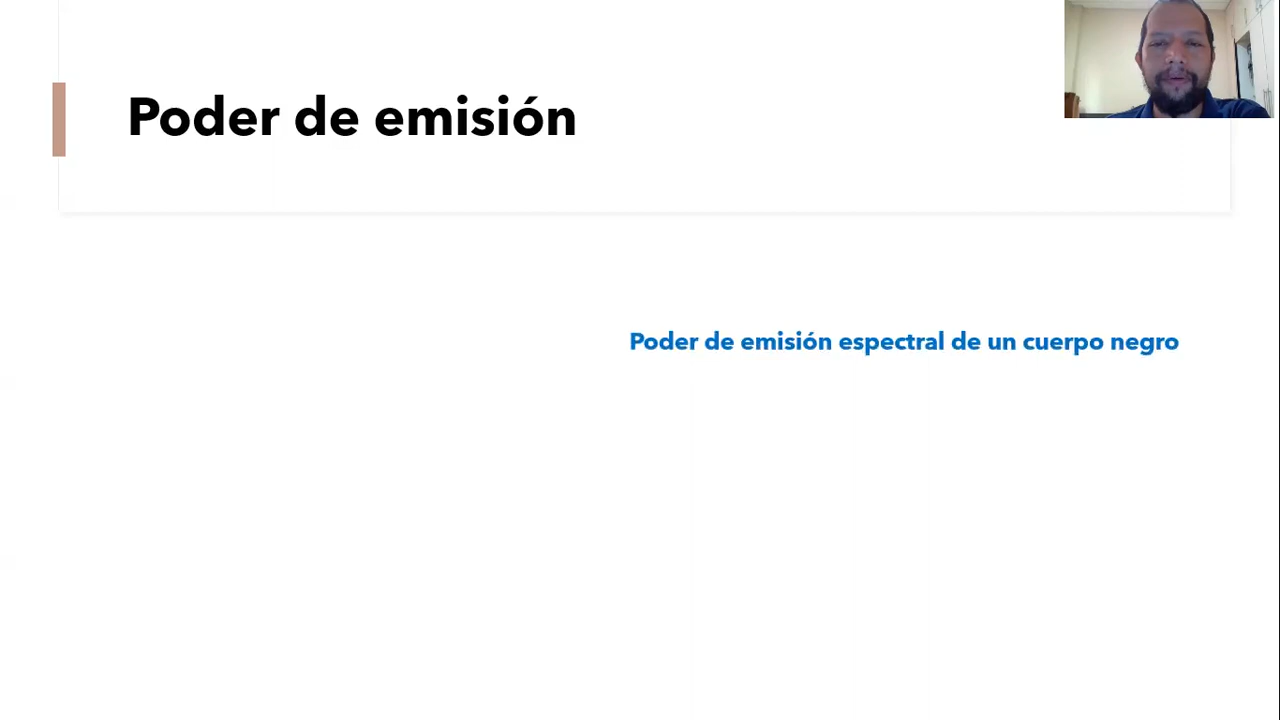 Poder de emisión
Poder de emisión espectral de un cuerpo negro